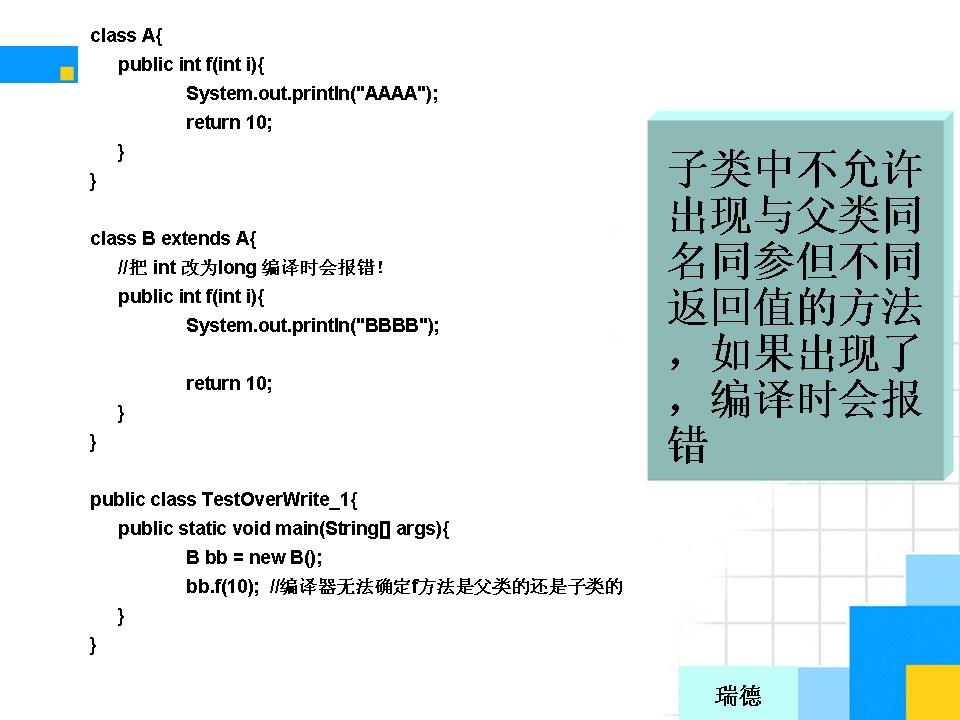 class A{
public int f(int i){
System.out.println("AAAA");
return 10;
}
}
class B extends A{
//把 int 改为long 编译时会报错!
public int f(int i){
System.out.println("BBBB");
return 10;
}
}
public class TestOverWrite_1{
public static void main(String[] args){
B bb = new B();
bb.f(10); //编译器无法确定f方法是父类的还是子类的
}
}
子类中不允许
出现与父类同
名同参但不同
返回值的方法
，如果出现了
，编译时会报
错
瑞德